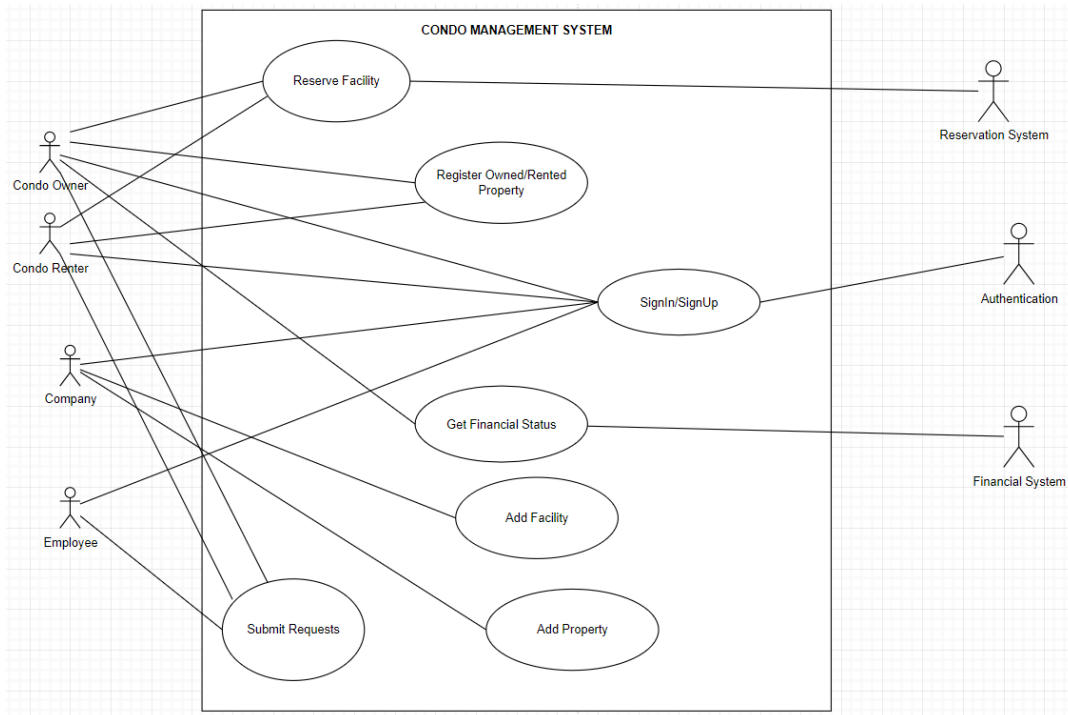 CONDO MANAGEMENT SYSTEM
Reserve Facility
Reservation System
Register Owned/Rented
Property
Condo Owner
Condo Renter
SignIn/SignUp
Authentication
Company
Get Financial Status
Financial System
Add Facility
Employee
Submit Requests
Add Property